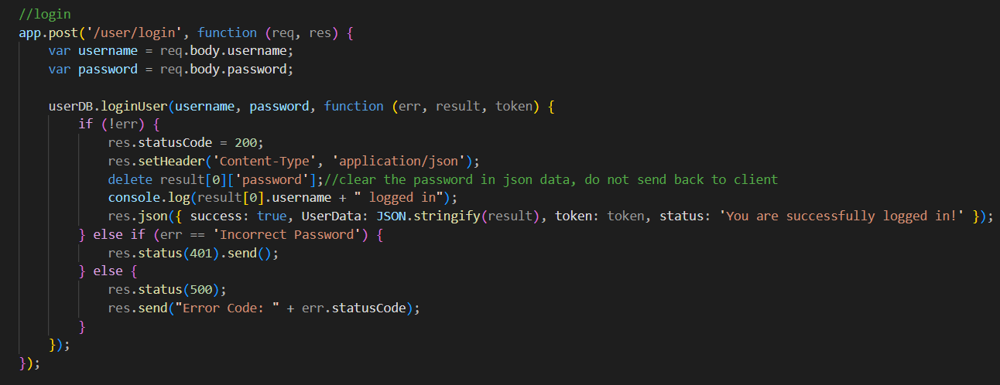 //login
app.post('/user/login', function (req, res) {
    var username = req.body.username;
    var password = req.body.password;

    userDB.loginUser(username, password, function (err, result, token) {
        if (!err) {
            res.statusCode = 200;
            res.setHeader('Content-Type', 'application/json');
            delete result[0]['password'];//clear the password in json data, do not send back to client
            console.log(result[0].username + " logged in");
            res.json({ success: true, UserData: JSON.stringify(result), token: token, status: 'You are successfully logged in!' });
        } else if (err == 'Incorrect Password') {
            res.status(401).send();
        } else {
            res.status(500);
            res.send("Error Code: " + err.statusCode);
        }
    });
});